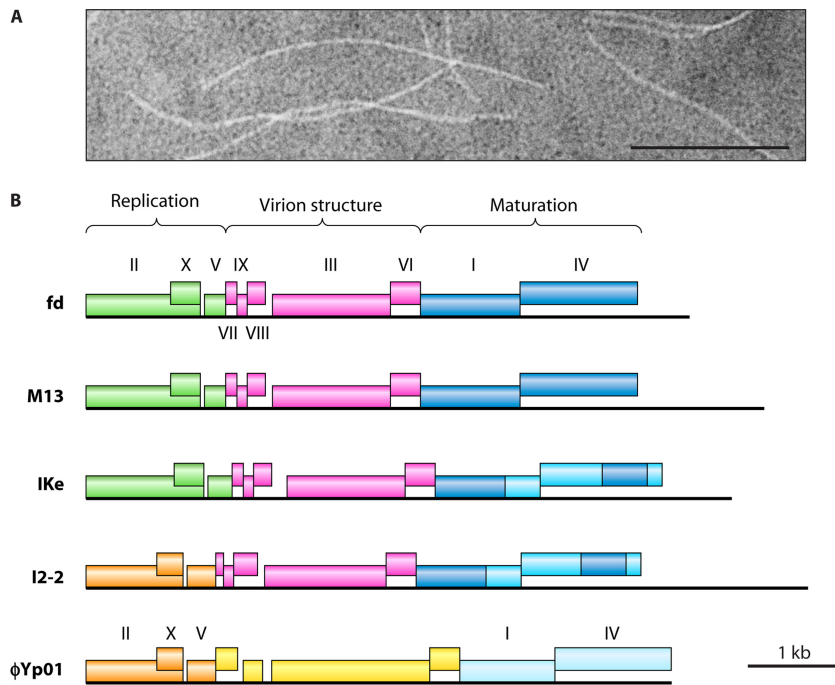 A
B
Replication Virion structure Maturation
II X V IX III VI I IV
fd
VII VIII
M13
IKe
I2-2
II X V I IV
ϕYp01
1 kb